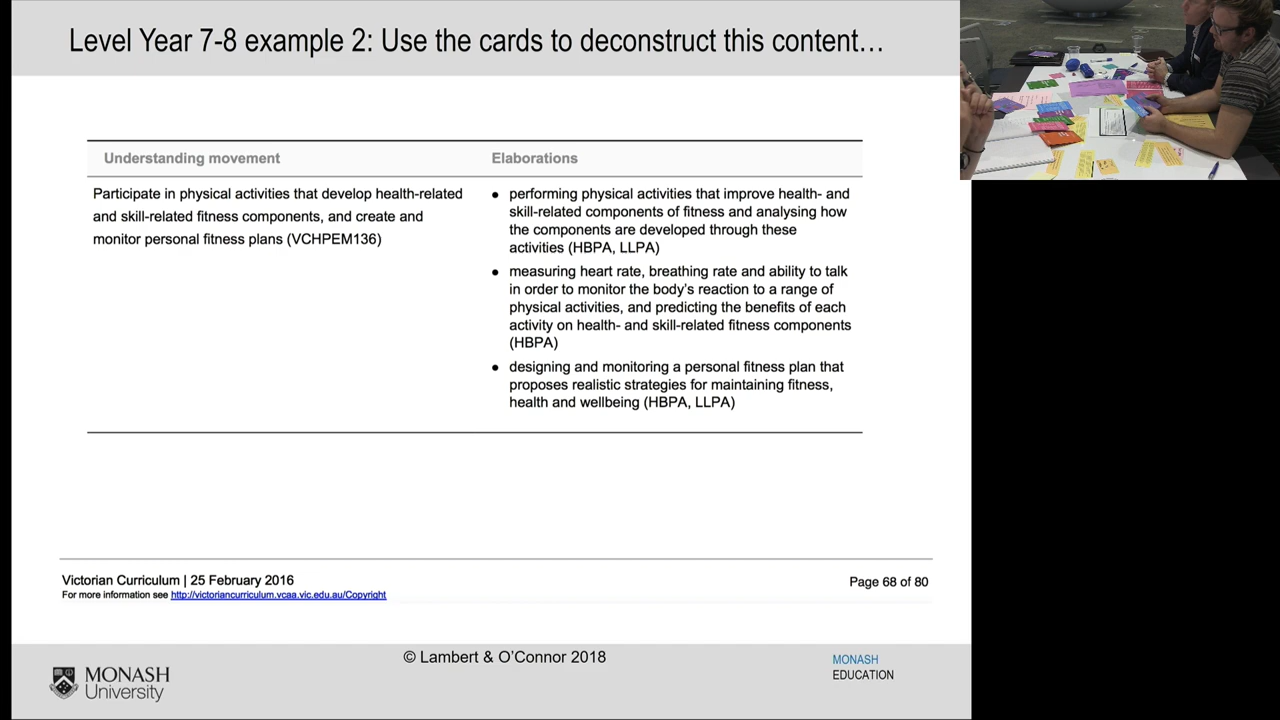 Level Year 7-8 example 2: Use the cards to deconstruct this content…
Understanding movement
Elaborations
Participate in physical activities that develop health-related
and skill-related fitness components, and create and
monitor personal fitness plans (VCHPEM136)
• performing physical activities that improve health- and
skill-related components of fitness and analysing how
the components are developed through these
activities (HBPA, LLPA)
• measuring heart rate, breathing rate and ability to talk
in order to monitor the body's reaction to a range of
physical activities, and predicting the benefits of each
activity on health- and skill-related fitness components
(HBPA)
• designing and monitoring a personal fitness plan that
proposes realistic strategies for maintaining fitness,
health and wellbeing (HBPA, LLPA)
Victorian Curriculum | 25 February 2016
Page 68 of 80
For more information see http://victoriancurriculum.vcaa.vic.edu.au/Copyright
© Lambert & O'Connor 2018
MONASH
University
MONASH
EDUCATION